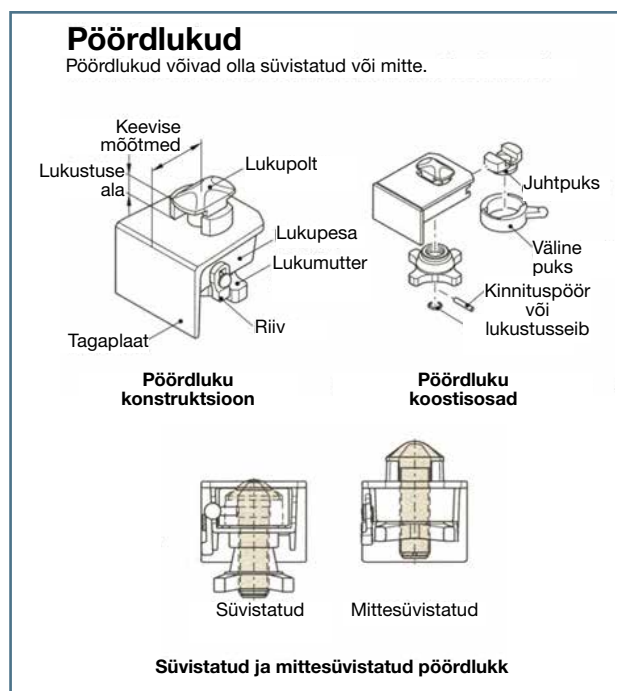 Pöördlukud
Pöördlukud võivad olla süvistatud või mitte.
Keevise
mõõtmed
Lukustuse
ala
Lukupolt
Lukupesa
Lukumutter
Riiv
Tagaplaat
Pöördluku
konstruktsioon
Juhtpuks
Väline
puks
Kinnituspöör
või
lukustusseib
Pöördluku
koostisosad
Süvistatud
Mittesüvistatud
Süvistatud ja mittesüvistatud pöördlukk